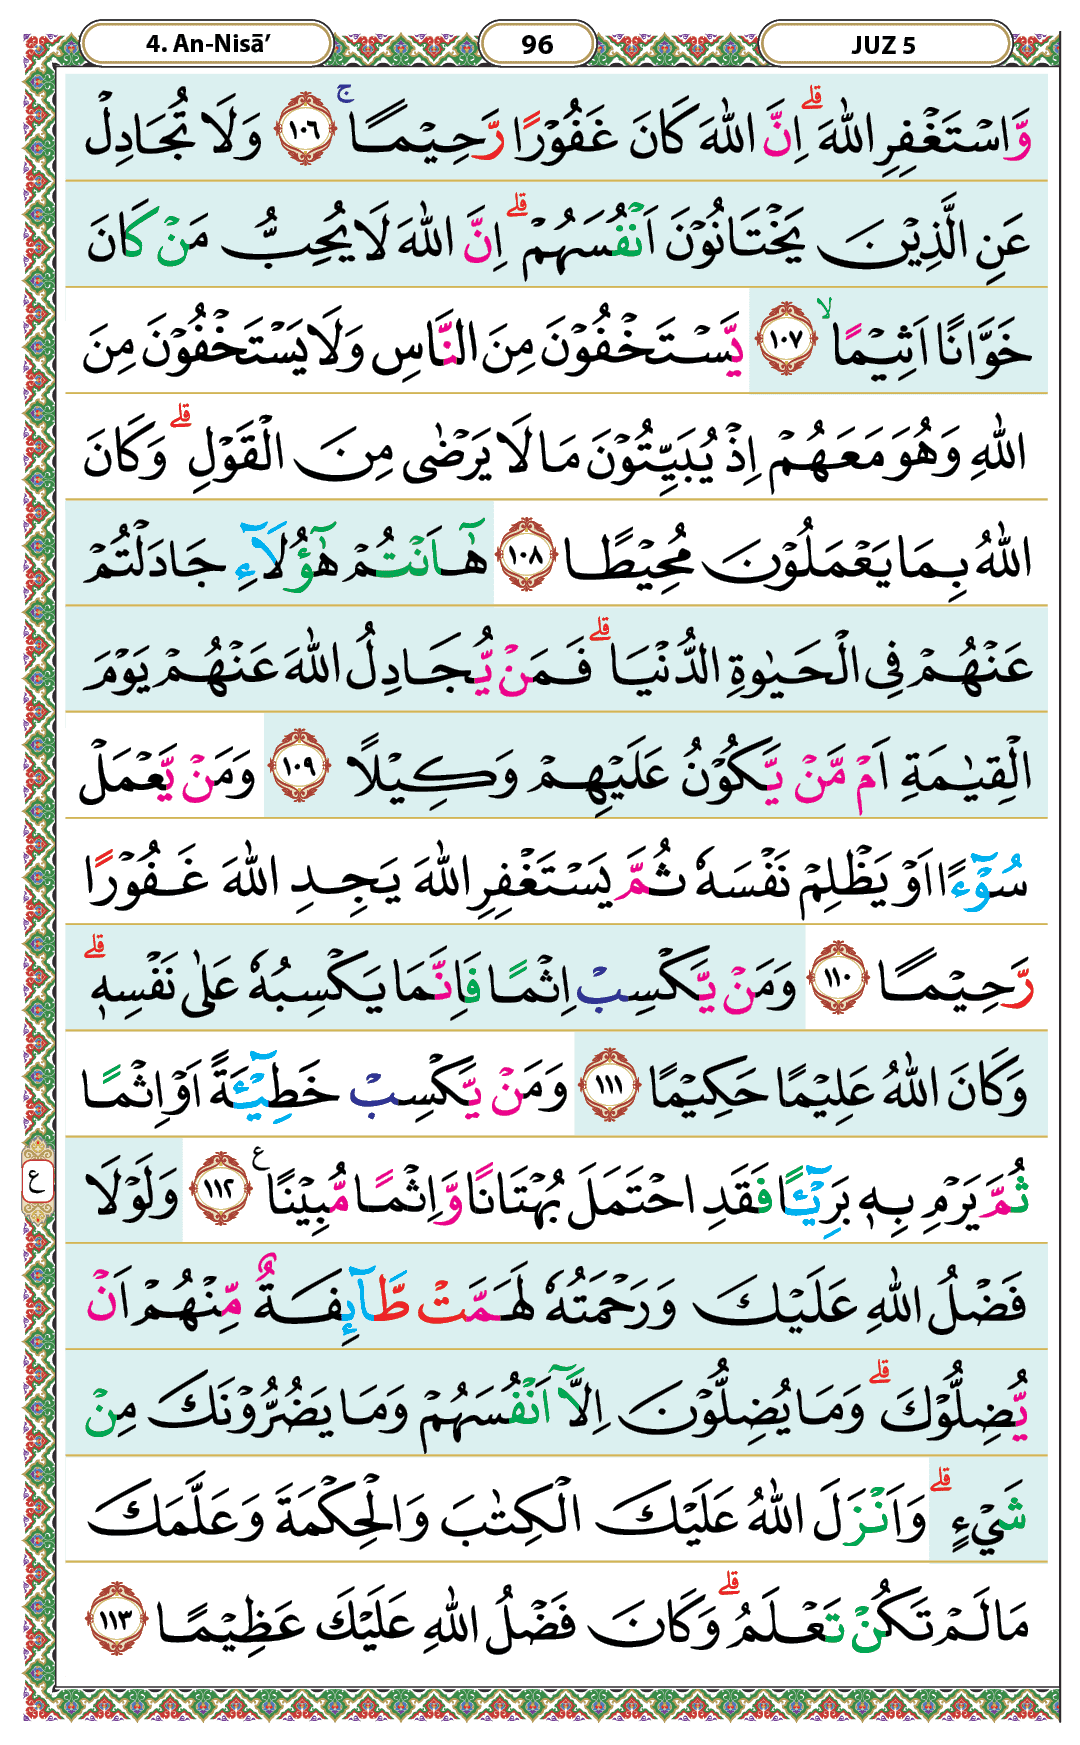 4. An-Nisā’ 96 JUZ 5
وَّاسْتَغْفِرِ اللّٰهَ ۗاِنَّ اللّٰهَ كَانَ غَفُوْرًا رَّحِيْمًاۚ ١٠٦ وَلَا تُجَادِلْ
عَنِ الَّذِيْنَ يَخْتَانُوْنَ اَنْفُسَهُمْ ۗاِنَّ اللّٰهَ لَا يُحِبُّ مَنْ كَانَ
خَوَّانًا اَثِيْمًاۙ ١٠٧ يَّسْتَخْفُوْنَ مِنَ النَّاسِ وَلَا يَسْتَخْفُوْنَ مِنَ
اللّٰهِ وَهُوَ مَعَهُمْ اِذْ يُبَيِّتُوْنَ مَا لَا يَرْضٰى مِنَ الْقَوْلِ ۗوَكَانَ
اللّٰهُ بِمَا يَعْمَلُوْنَ مُحِيْطًا ١٠٨ هٰٓاَنْتُمْ هٰٓؤُلَاۤءِ جَادَلْتُمْ
عَنْهُمْ فِى الْحَيٰوةِ الدُّنْيَا ۗفَمَنْ يُّجَادِلُ اللّٰهَ عَنْهُمْ يَوْمَ
الْقِيٰمَةِ اَمْ مَّنْ يَّكُوْنُ عَلَيْهِمْ وَكِيْلًا ١٠٩ وَمَنْ يَّعْمَلْ
سُوْۤءًا اَوْ يَظْلِمْ نَفْسَهٗ ثُمَّ يَسْتَغْفِرِ اللّٰهَ يَجِدِ اللّٰهَ غَفُوْرًا
رَّحِيْمًا ١١٠ وَمَنْ يَّكْسِبْ اِثْمًا فَاِنَّمَا يَكْسِبُهٗ عَلٰى نَفْسِهٖ ۗ
وَكَانَ اللّٰهُ عَلِيْمًا حَكِيْمًا ١١١ وَمَنْ يَّكْسِبْ خَطِيْۤـَٔةً اَوْ اِثْمًا
ثُمَّ يَرْمِ بِهٖ بَرِيْۤـًٔا فَقَدِ احْتَمَلَ بُهْتَانًا وَّاِثْمًا مُّبِيْنًا ࣖ ١١٢ وَلَوْلَا
ع
فَضْلُ اللّٰهِ عَلَيْكَ وَرَحْمَتُهٗ لَهَمَّتْ طَّاۤىِٕفَةٌ مِّنْهُمْ اَنْ
يُّضِلُّوْكَ ۗوَمَا يُضِلُّوْنَ اِلَّآ اَنْفُسَهُمْ وَمَا يَضُرُّوْنَكَ مِنْ
شَيْءٍ ۗ وَاَنْزَلَ اللّٰهُ عَلَيْكَ الْكِتٰبَ وَالْحِكْمَةَ وَعَلَّمَكَ
مَا لَمْ تَكُنْ تَعْلَمُ ۗوَكَانَ فَضْلُ اللّٰهِ عَلَيْكَ عَظِيْمًا ١١٣